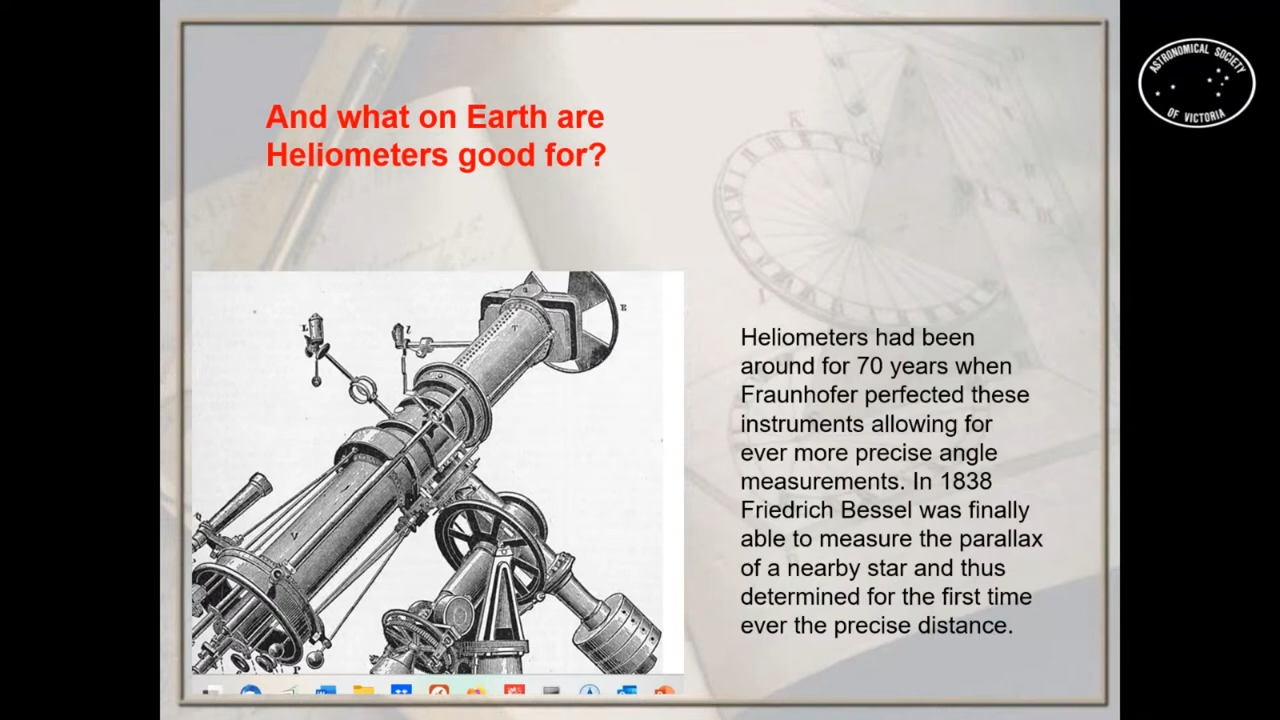 And what on Earth are
Heliometers good for?
Heliometers had been
around for 70 years when
Fraunhofer perfected these
instruments allowing for
ever more precise angle
measurements. In 1838
Friedrich Bessel was finally
able to measure the parallax
of a nearby star and thus
determined for the first time
ever the precise distance.
ASTRONOMICAL SOCIETY
OF VICTORIA
L
l
E
T
V